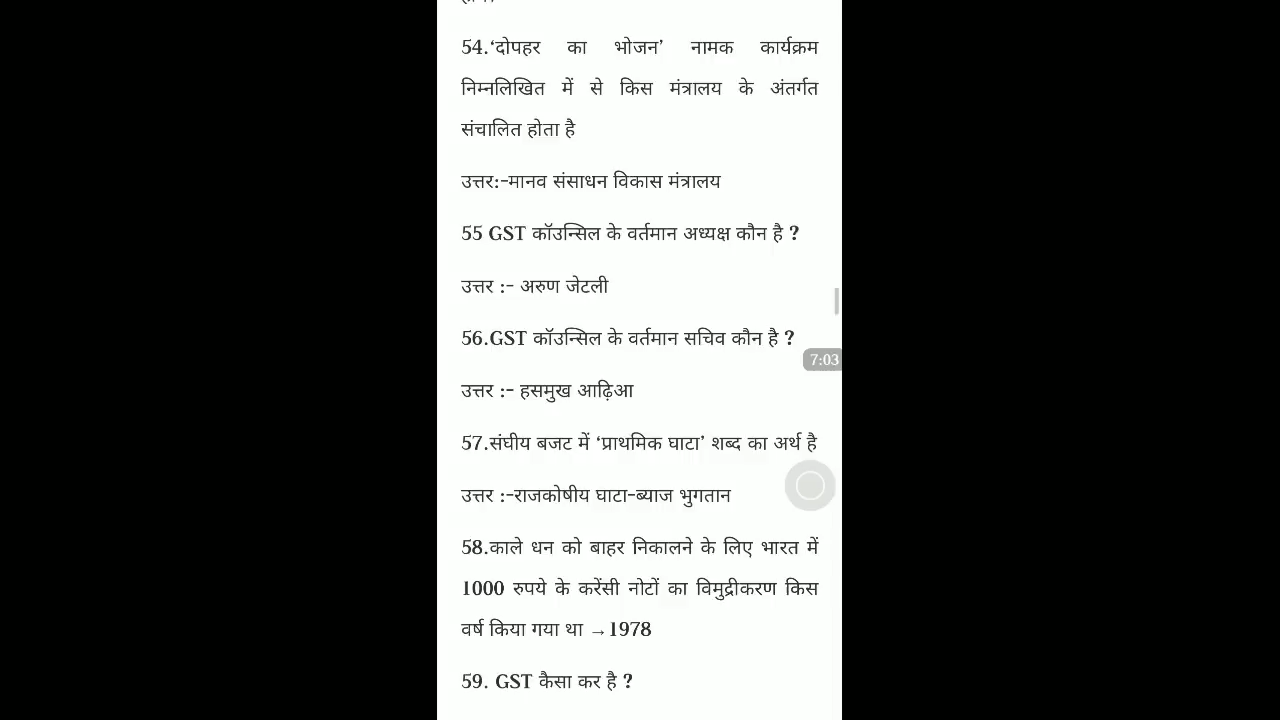 54.‘दोपहर का भोजन’ नामक कार्यक्रम
निम्नलिखित में से किस मंत्रालय के अंतर्गत
संचालित होता है
उत्तर:-मानव संसाधन विकास मंत्रालय
55 GST कॉउन्सिल के वर्तमान अध्यक्ष कौन है ?
उत्तर :- अरुण जेटली
56.GST कॉउन्सिल के वर्तमान सचिव कौन है ?
7:03
उत्तर :- हसमुख आढ़िआ
57.संघीय बजट में ‘प्राथमिक घाटा’ शब्द का अर्थ है
उत्तर :-राजकोषीय घाटा-ब्याज भुगतान
58.काले धन को बाहर निकालने के लिए भारत में
1000 रुपये के करेंसी नोटों का विमुद्रीकरण किस
वर्ष किया गया था →1978
59. GST कैसा कर है ?